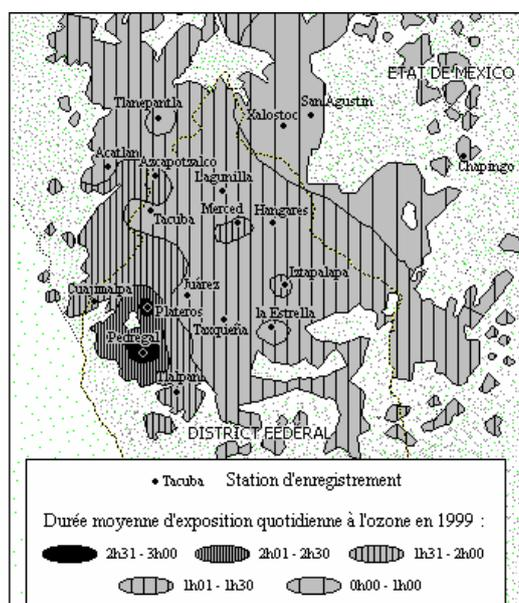 ETAT DE MEXICO
Tlanepantla
San Agustin
Xalostoc
Acatlan
Azcapotzalco
Chapingo
Lagunilla
Tacuba
Merced
Hangares
Iztapalapa
Cuajimalpa
Juárez
Plateros
Taxqueña
la Estrella
Pedregal
Tlalpan
DISTRICT FÉDÉRAL
Tacuba Station d'enregistrement
Durée moyenne d'exposition quotidienne à l'ozone en 1999 :
2h31 - 3h00 2h01 - 2h30 1h31 - 2h00
1h01 - 1h30 0h00 - 1h00